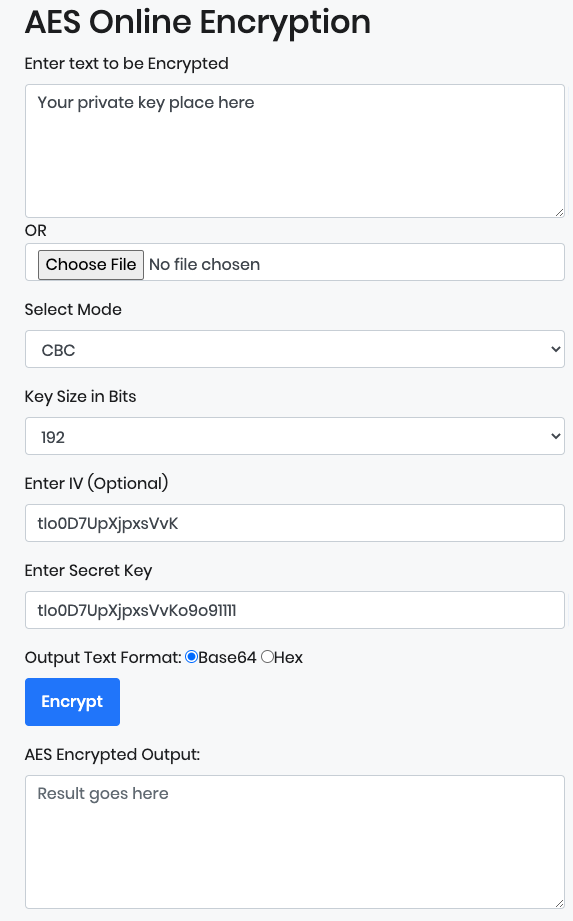 AES Online Encryption
Enter text to be Encrypted
Your private key place here
OR
Choose File No file chosen
Select Mode
CBC
Key Size in Bits
192
Enter IV (Optional)
tIo0D7UpXjpxsVvK
Enter Secret Key
tIo0D7UpXjpxsVvKo9o91111
Output Text Format: Base64 Hex
Encrypt
AES Encrypted Output:
Result goes here